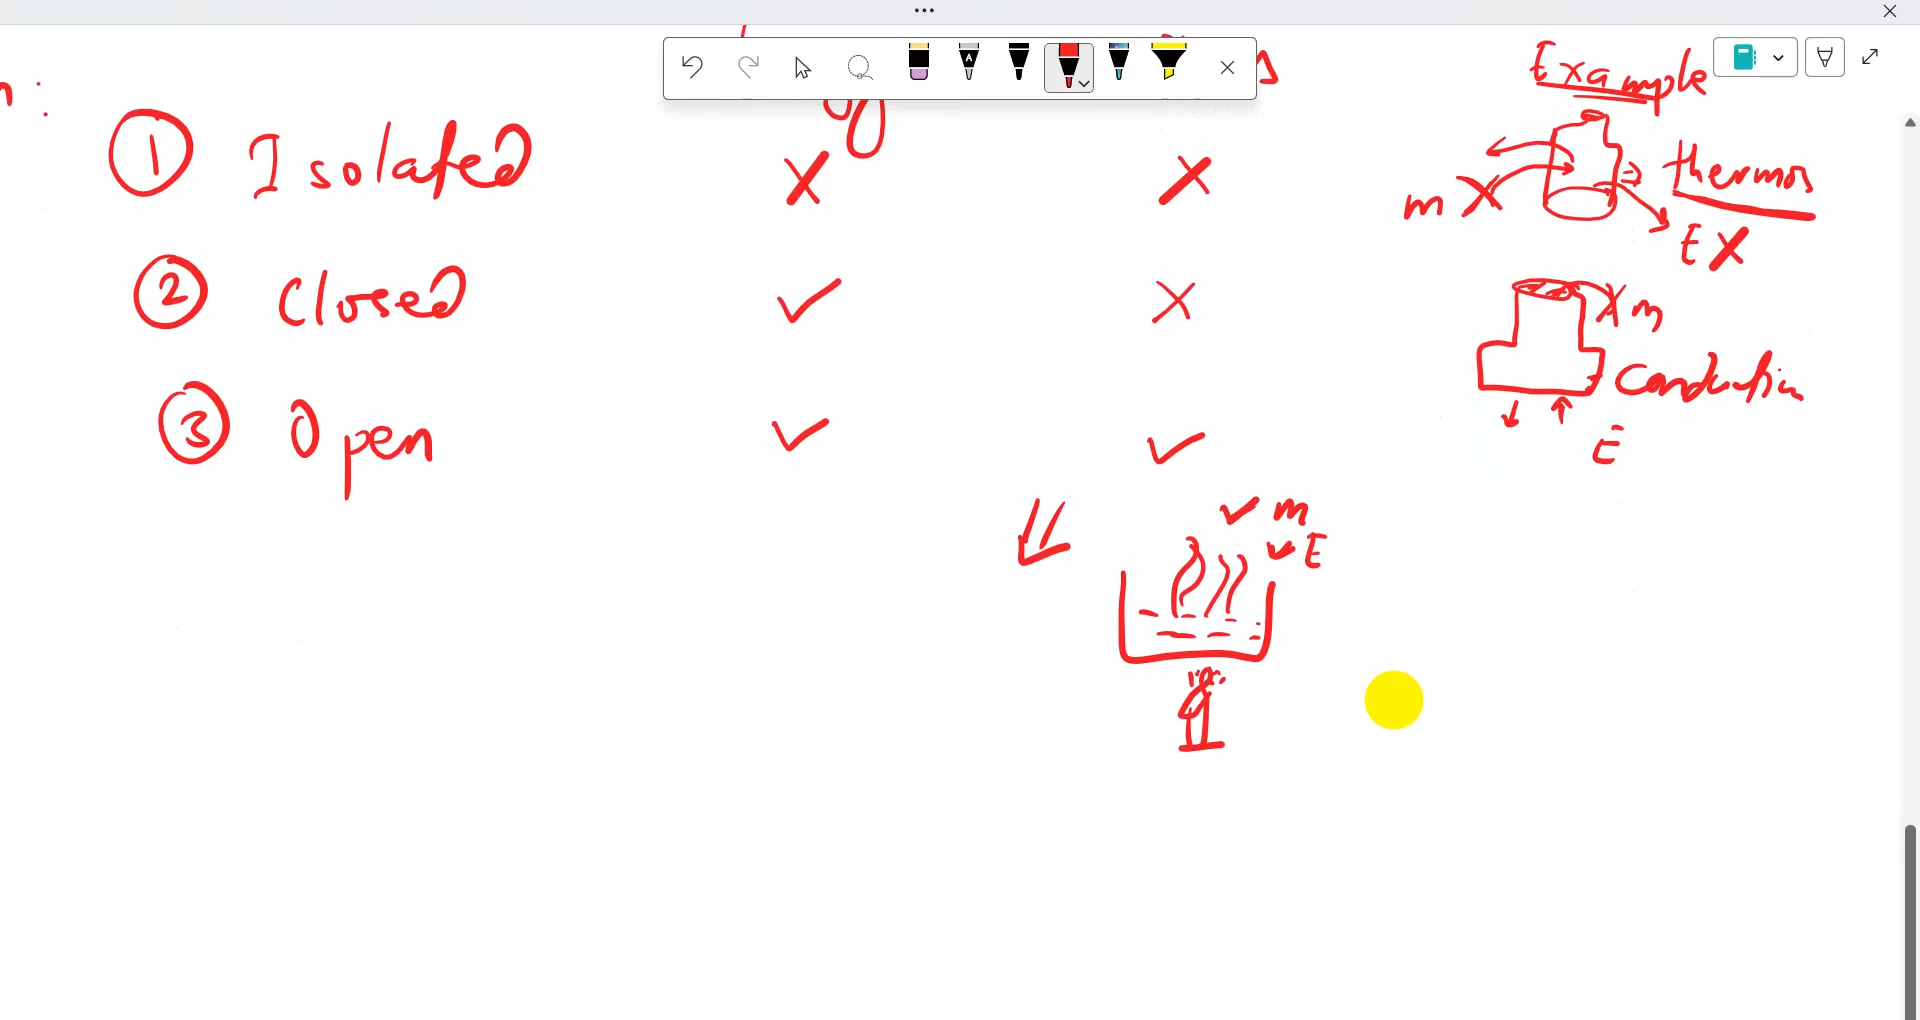 Example
① Isolated X X
thermos
m X
E X
② Closed ✓ X
X m
Conduction
E
③ Open ✓ ✓
✓ m
✓ E